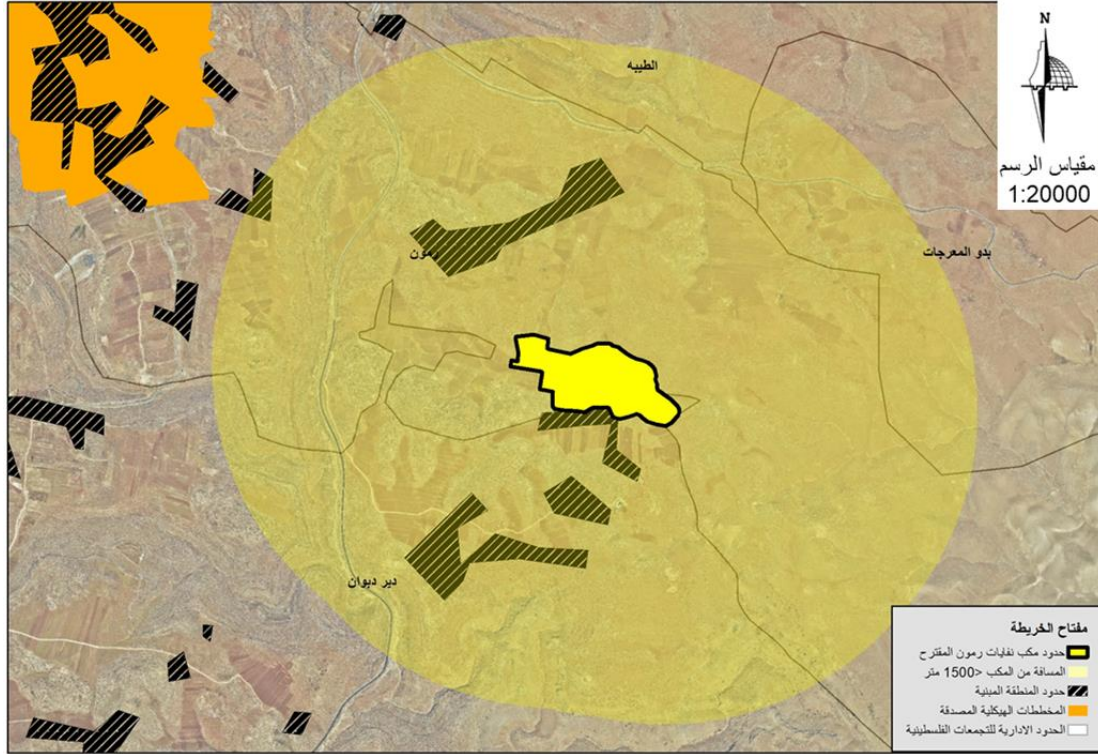 N
مقياس الرسم
1:20000
الطيبه
رمون
بدو المعرجات
دير دبوان
مفتاح الخريطة
حدود مكب نفايات رمون المقترح
المسافة من المكب <1500 متر
حدود المنطقة المبنية
المخططات الهيكلية المصدقة
الحدود الادارية للتجمعات الفلسطينية